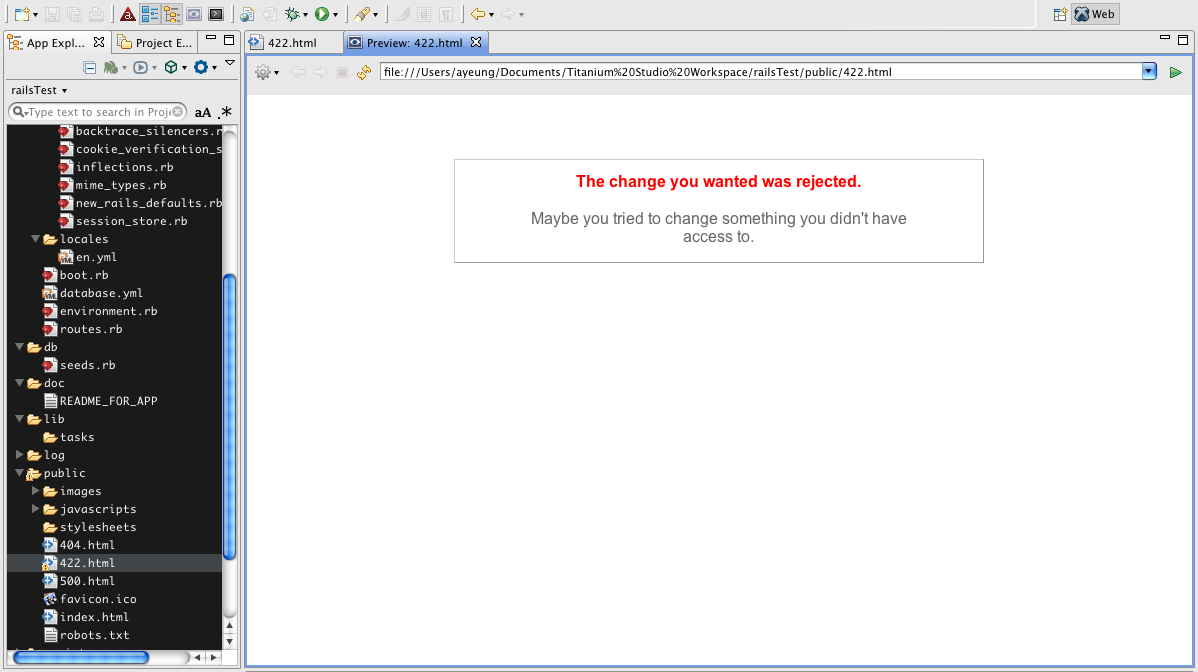 Web
App Expl...
Project E...
422.html
Preview: 422.html
file:///Users/ayeung/Documents/Titanium%20Studio%20Workspace/railsTest/public/422.html
railsTest
Type text to search in Proje
aA .*
backtrace_silencers.r
cookie_verification_s
inflections.rb
mime_types.rb
new_rails_defaults.rb
session_store.rb
locales
en.yml
boot.rb
database.yml
environment.rb
routes.rb
db
seeds.rb
doc
README_FOR_APP
lib
tasks
log
public
images
javascripts
stylesheets
404.html
422.html
500.html
favicon.ico
index.html
robots.txt
The change you wanted was rejected.
Maybe you tried to change something you didn't have
access to.